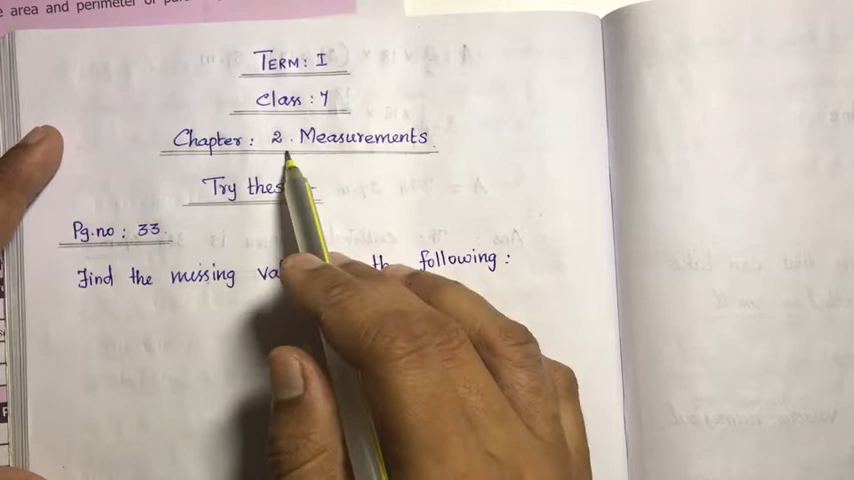 e area and perimeter of
TERM: I
Class: 7
Chapter: 2. Measurements.
Try thes
Pg.no: 33.
Find the missing va th following: